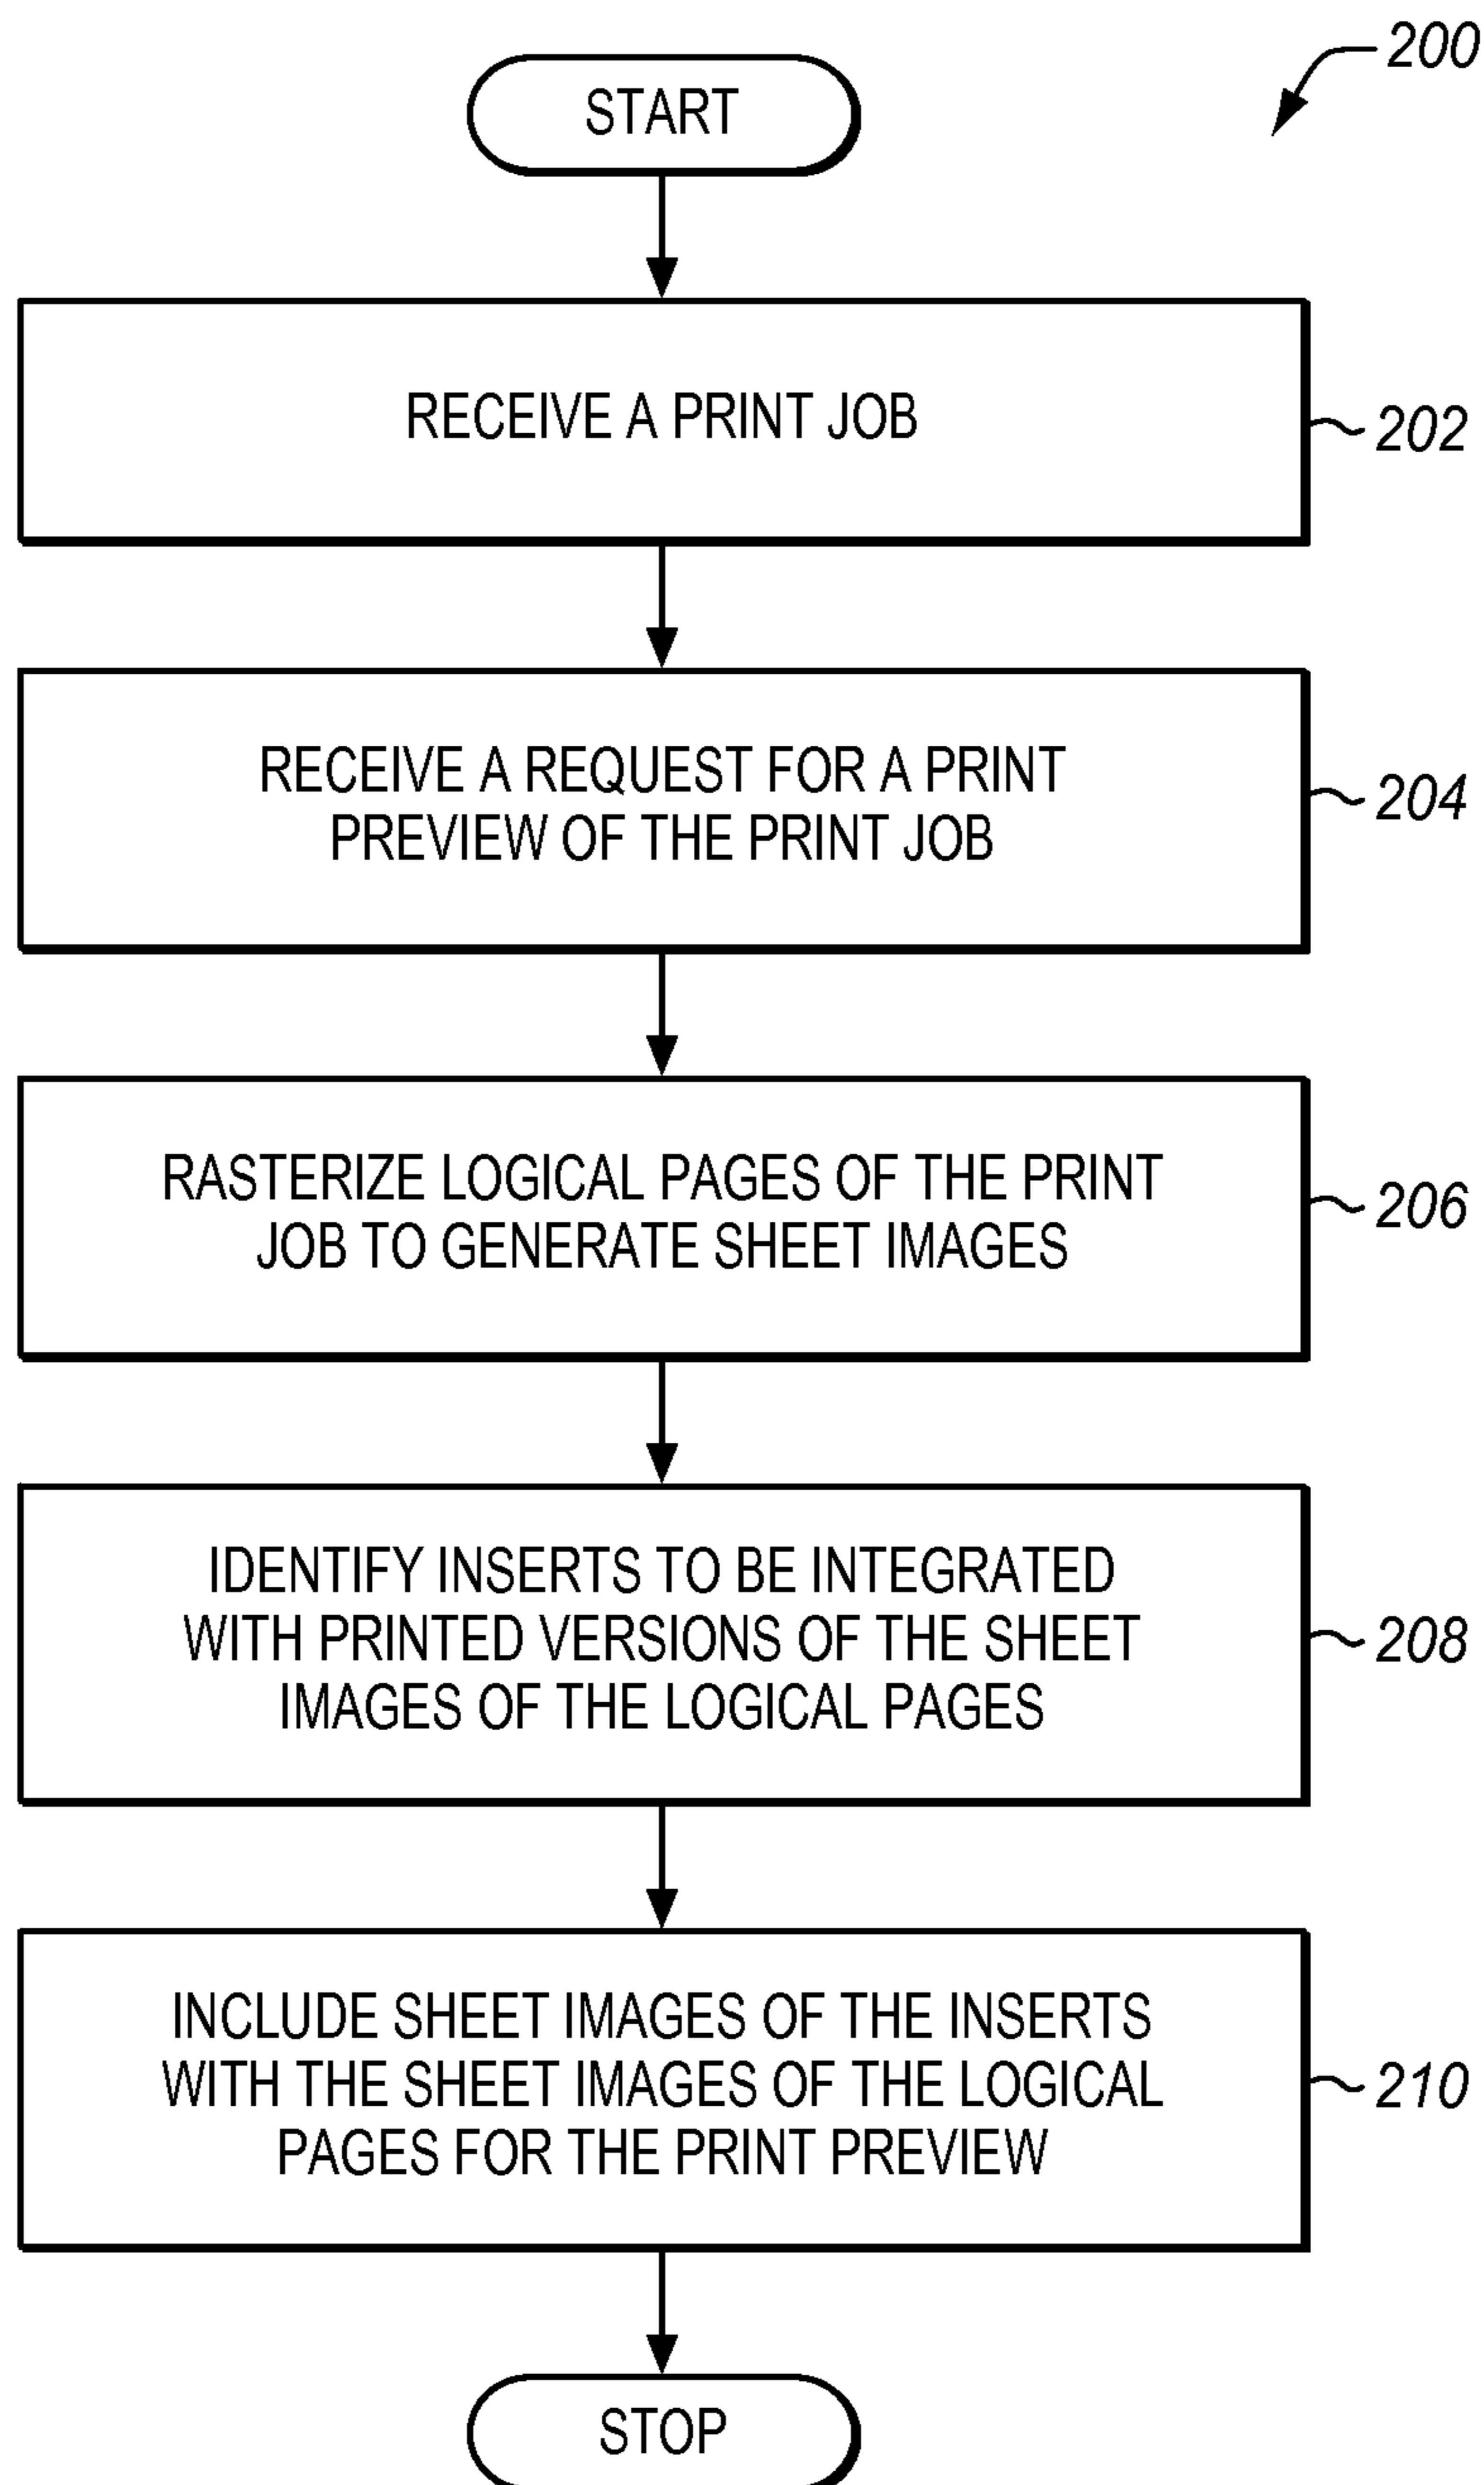 200
START
RECEIVE A PRINT JOB
202
RECEIVE A REQUEST FOR A PRINT
PREVIEW OF THE PRINT JOB
204
RASTERIZE LOGICAL PAGES OF THE PRINT
JOB TO GENERATE SHEET IMAGES
206
IDENTIFY INSERTS TO BE INTEGRATED
WITH PRINTED VERSIONS OF THE SHEET
IMAGES OF THE LOGICAL PAGES
208
INCLUDE SHEET IMAGES OF THE INSERTS
WITH THE SHEET IMAGES OF THE LOGICAL
PAGES FOR THE PRINT PREVIEW
210
STOP